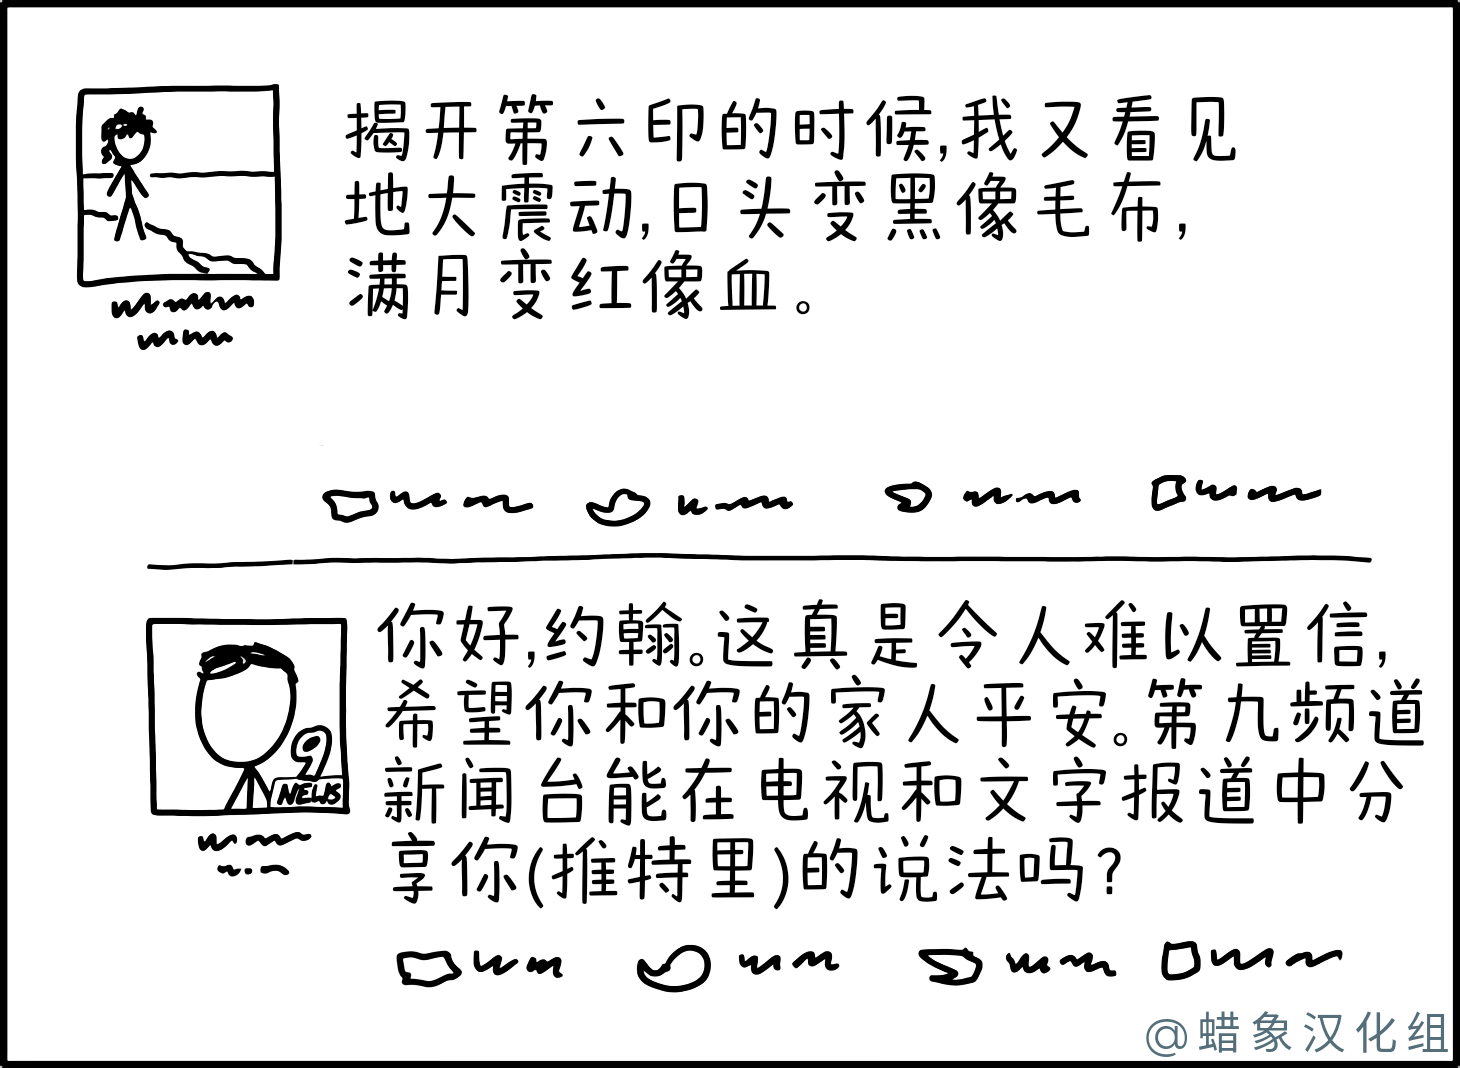 揭开第六印的时候,我又看见
地大震动,日头变黑像毛布,
满月变红像血。
你好,约翰。这真是令人难以置信,
希望你和你的家人平安。第九频道
新闻台能在电视和文字报道中分
享你(推特里)的说法吗?
9
NEWS
@蜡象汉化组